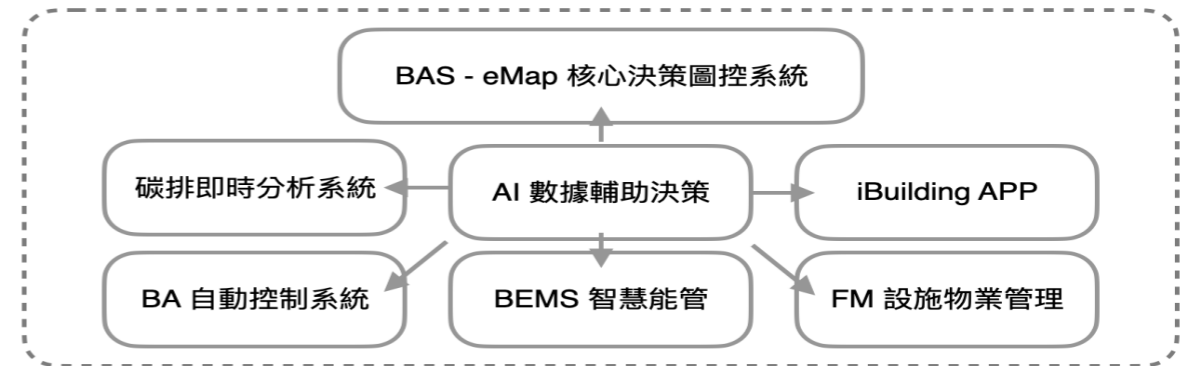 BAS - eMap 核心決策圖控系統
碳排即時分析系統
AI 數據輔助決策
iBuilding APP
BA 自動控制系統
BEMS 智慧能管
FM 設施物業管理